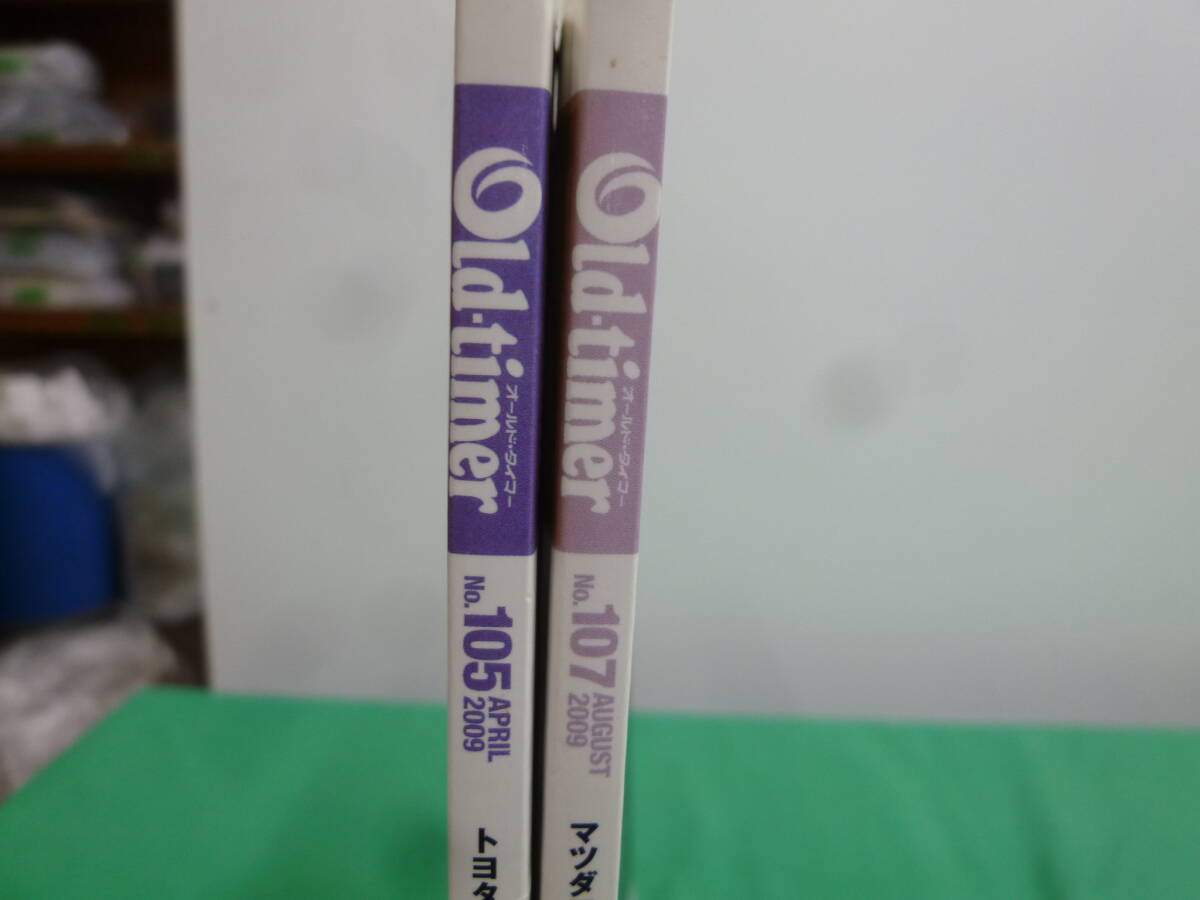 Old-timer
オールド・タイマー
No.105 APRIL 2009
トヨタ
Old-timer
オールド・タイマー
No.107 AUGUST 2009
マツダ